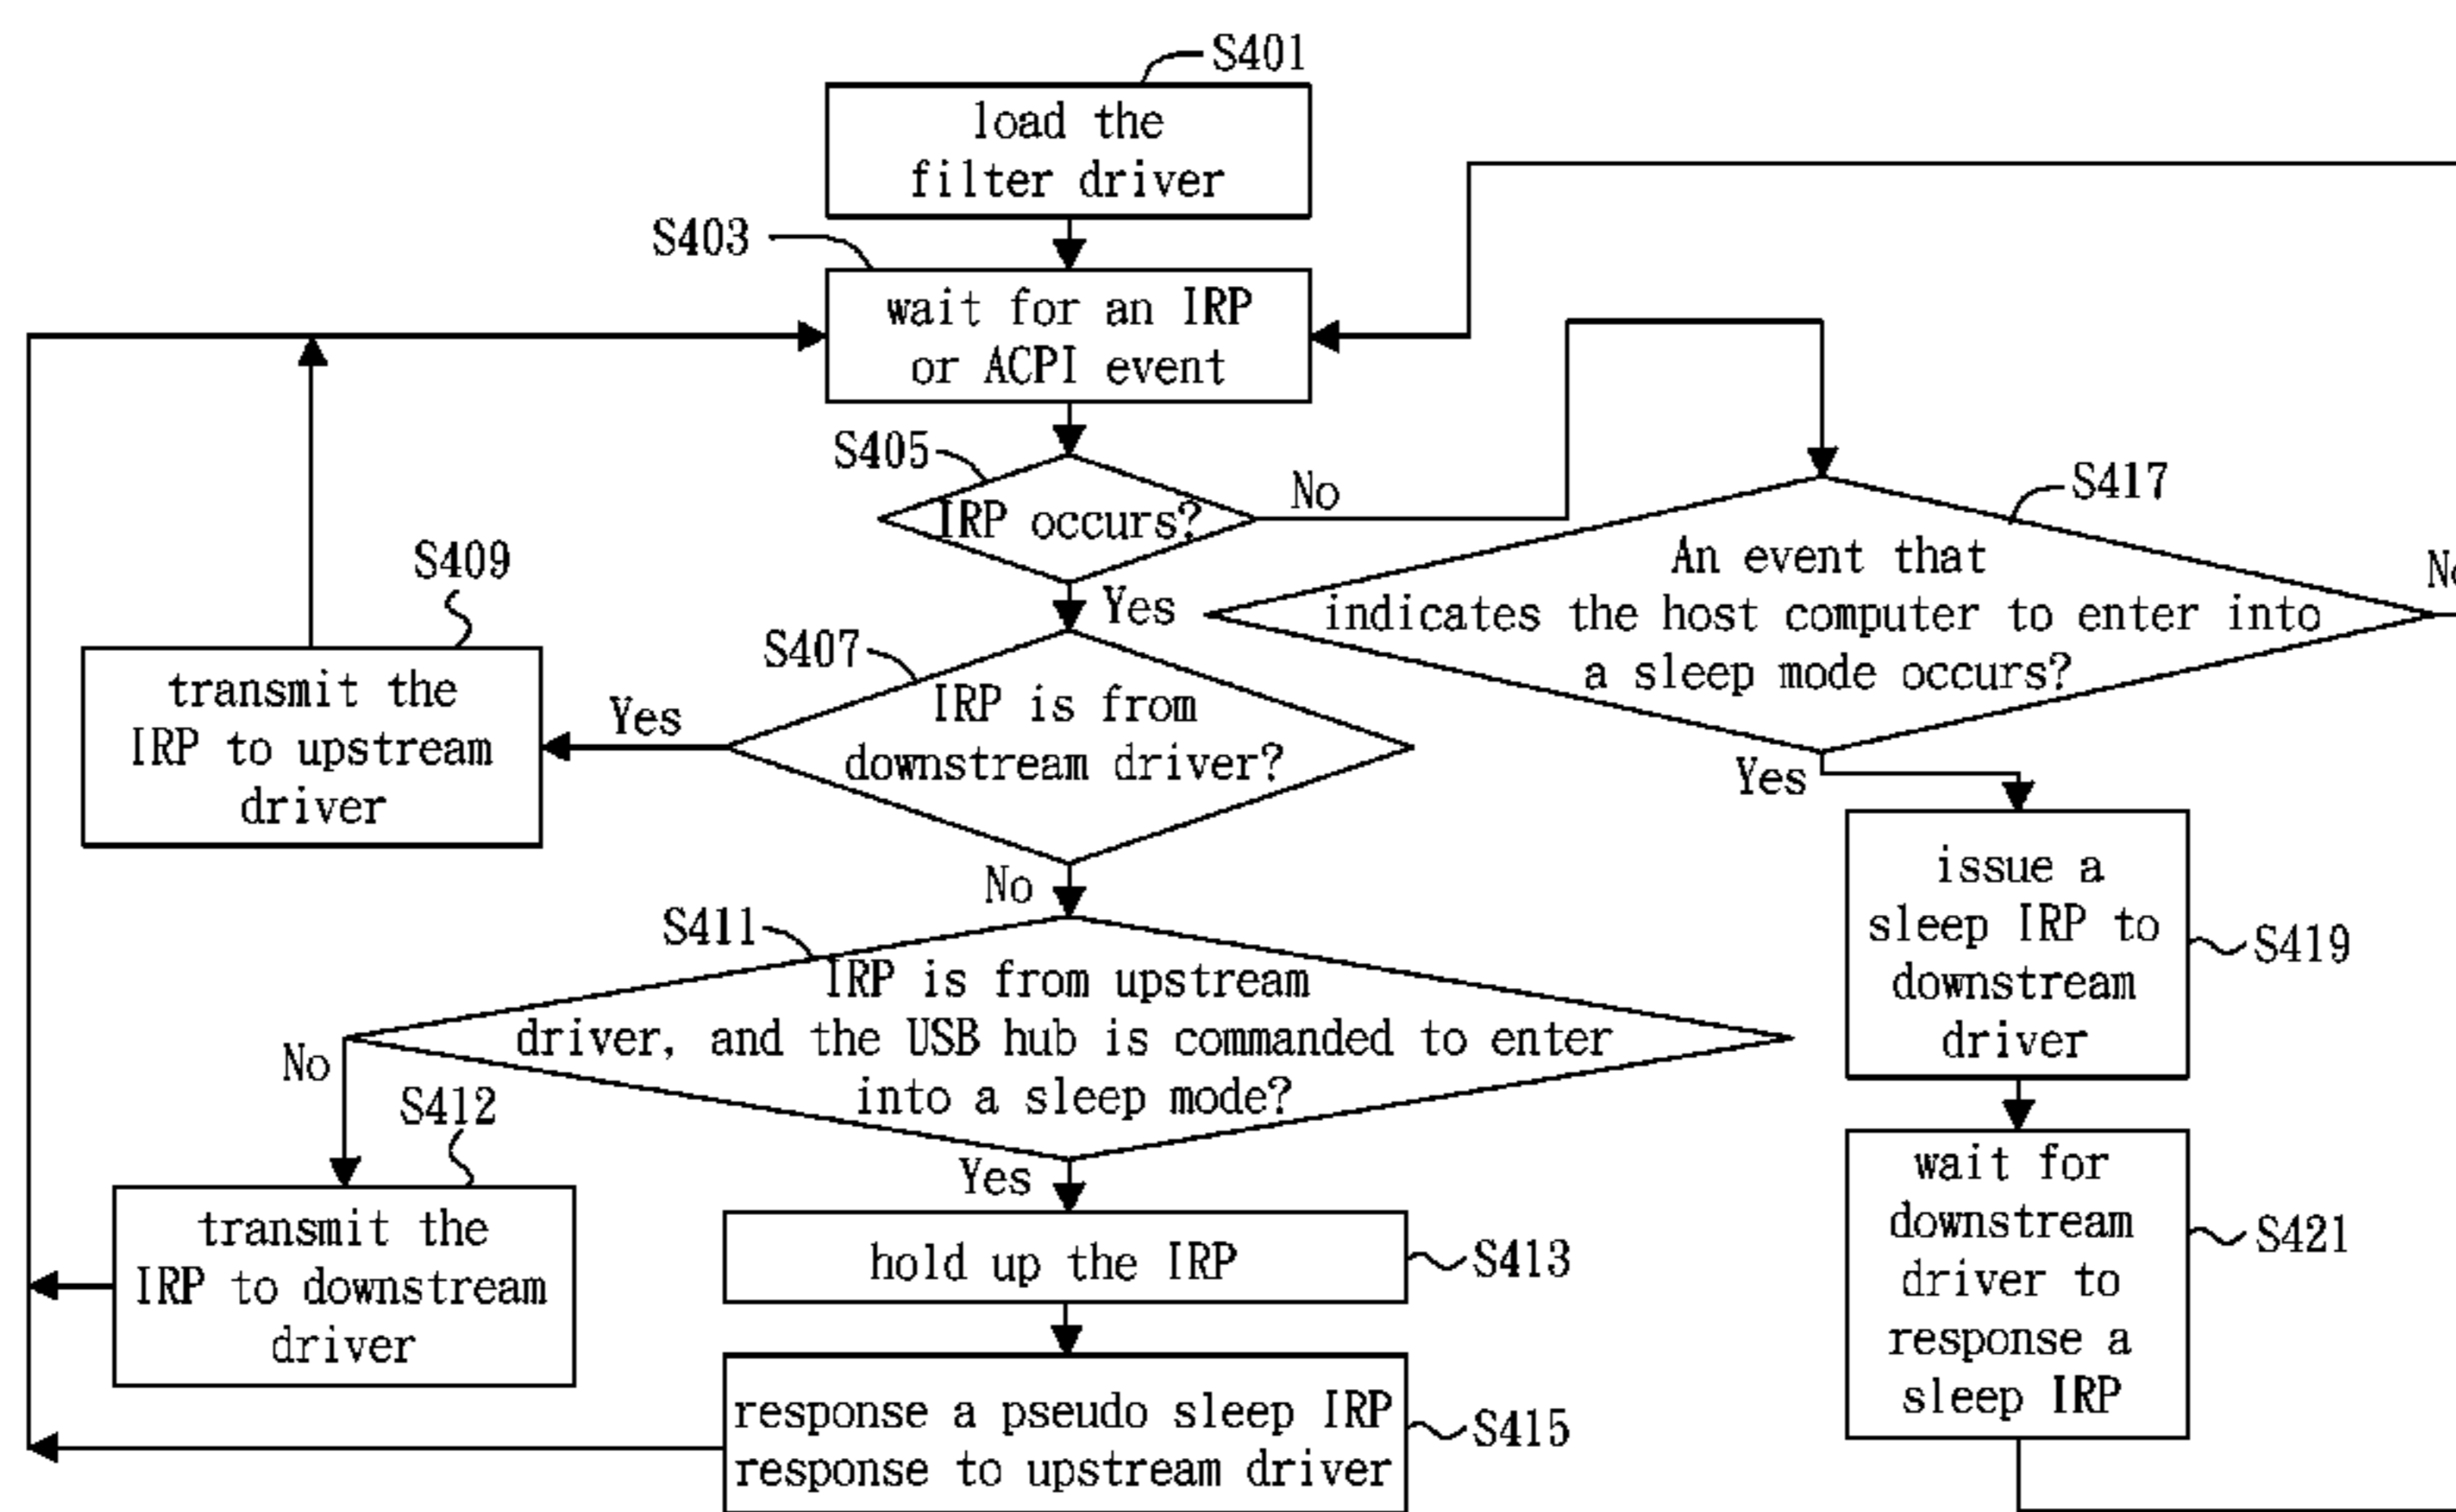 S401
load the
filter driver
S403
wait for an IRP
or ACPI event
S405
IRP occurs?
No
Yes
S417
An event that
indicates the host computer to enter into
a sleep mode occurs?
No
Yes
S409
transmit the
IRP to upstream
driver
S407
IRP is from
downstream driver?
Yes
No
S411
IRP is from upstream
driver, and the USB hub is commanded to enter
into a sleep mode?
No
Yes
S412
transmit the
IRP to downstream
driver
hold up the IRP
S413
response a pseudo sleep IRP
response to upstream driver
S415
issue a
sleep IRP to
downstream
driver
S419
wait for
downstream
driver to
response a
sleep IRP
S421